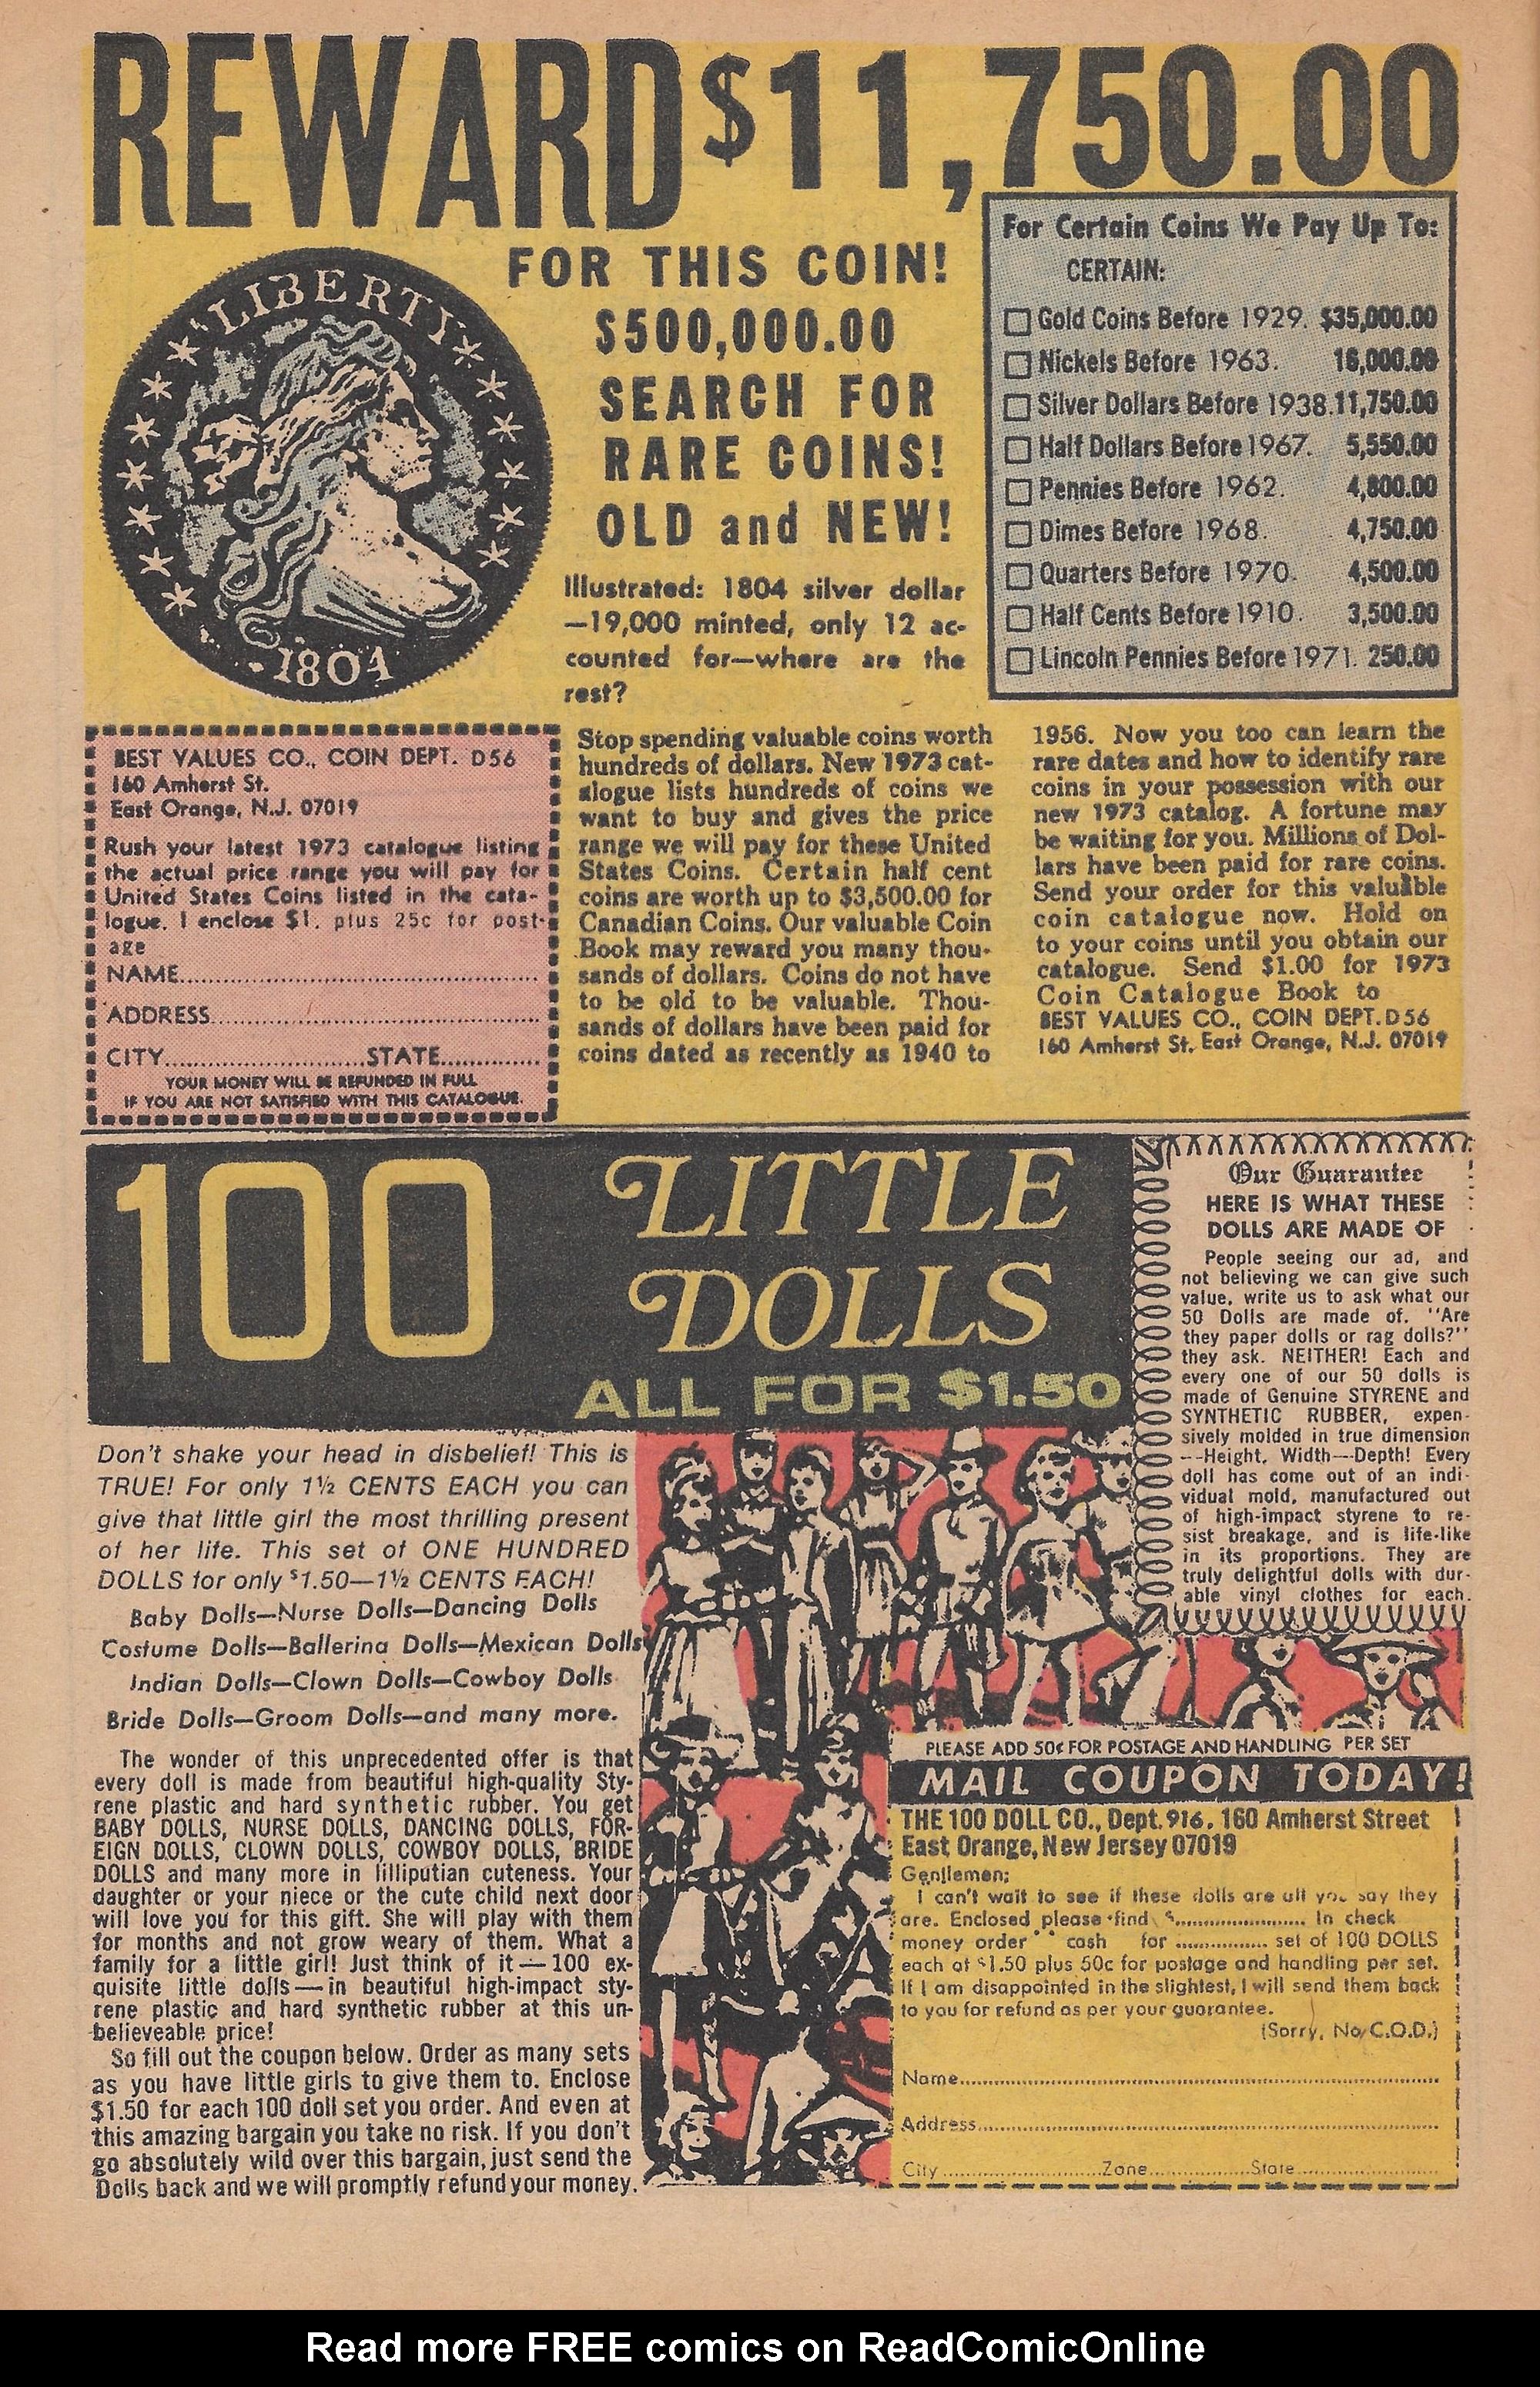 REWARD $11,750.00
FOR THIS COIN!
$500,000.00
SEARCH FOR
RARE COINS!
OLD and NEW!
Illustrated: 1804 silver dollar
—19,000 minted, only 12 ac-
counted for—where are the
rest?
LIBERTY
1804
For Certain Coins We Pay Up To:
CERTAIN:
Gold Coins Before 1929. $35,000.00
Nickels Before 1963. 16,000.00
Silver Dollars Before 1938. 11,750.00
Half Dollars Before 1967. 5,550.00
Pennies Before 1962. 4,800.00
Dimes Before 1968. 4,750.00
Quarters Before 1970. 4,500.00
Half Cents Before 1910. 3,500.00
Lincoln Pennies Before 1971. 250.00
BEST VALUES CO., COIN DEPT. D56
160 Amherst St.
East Orange, N.J. 07019
Rush your latest 1973 catalogue listing
the actual price range you will pay for
United States Coins listed in the cata-
logue. I enclose $1. plus 25c for post-
age
NAME
ADDRESS
CITY STATE
YOUR MONEY WILL BE REFUNDED IN FULL
IF YOU ARE NOT SATISFIED WITH THIS CATALOGUE.
Stop spending valuable coins worth
hundreds of dollars. New 1973 cat-
alogue lists hundreds of coins we
want to buy and gives the price
range we will pay for these United
States Coins. Certain half cent
coins are worth up to $3,500.00 for
Canadian Coins. Our valuable Coin
Book may reward you many thou-
sands of dollars. Coins do not have
to be old to be valuable. Thou-
sands of dollars have been paid for
coins dated as recently as 1940 to
1956. Now you too can learn the
rare dates and how to identify rare
coins in your possession with our
new 1973 catalog. A fortune may
be waiting for you. Millions of Dol-
lars have been paid for rare coins.
Send your order for this valuable
coin catalogue now. Hold on
to your coins until you obtain our
catalogue. Send $1.00 for 1973
Coin Catalogue Book to
BEST VALUES CO., COIN DEPT. D56
160 Amherst St. East Orange, N.J. 07019
100 LITTLE
DOLLS
ALL FOR $1.50
Our Guarantee
HERE IS WHAT THESE
DOLLS ARE MADE OF
People seeing our ad, and
not believing we can give such
value, write us to ask what our
50 Dolls are made of. "Are
they paper dolls or rag dolls?"
they ask. NEITHER! Each and
every one of our 50 dolls is
made of Genuine STYRENE and
SYNTHETIC RUBBER, expen-
sively molded in true dimension
---Height, Width---Depth! Every
doll has come out of an indi-
vidual mold, manufactured out
of high-impact styrene to re-
sist breakage, and is life-like
in its proportions. They are
truly delightful dolls with dur-
able vinyl clothes for each.
Don't shake your head in disbelief! This is
TRUE! For only 1½ CENTS EACH you can
give that little girl the most thrilling present
of her life. This set of ONE HUNDRED
DOLLS for only $1.50—1½ CENTS EACH!
Baby Dolls—Nurse Dolls—Dancing Dolls
Costume Dolls—Ballerina Dolls—Mexican Dolls
Indian Dolls—Clown Dolls—Cowboy Dolls
Bride Dolls—Groom Dolls—and many more.
The wonder of this unprecedented offer is that
every doll is made from beautiful high-quality Sty-
rene plastic and hard synthetic rubber. You get
BABY DOLLS, NURSE DOLLS, DANCING DOLLS, FOR-
EIGN DOLLS, CLOWN DOLLS, COWBOY DOLLS, BRIDE
DOLLS and many more in lilliputian cuteness. Your
daughter or your niece or the cute child next door
will love you for this gift. She will play with them
for months and not grow weary of them. What a
family for a little girl! Just think of it—100 ex-
quisite little dolls—in beautiful high-impact sty-
rene plastic and hard synthetic rubber at this un-
believeable price!
So fill out the coupon below. Order as many sets
as you have little girls to give them to. Enclose
$1.50 for each 100 doll set you order. And even at
this amazing bargain you take no risk. If you don't
go absolutely wild over this bargain, just send the
Dolls back and we will promptly refund your money.
PLEASE ADD 50¢ FOR POSTAGE AND HANDLING PER SET
MAIL COUPON TODAY!
THE 100 DOLL CO., Dept. 916. 160 Amherst Street
East Orange, New Jersey 07019
Gentlemen:
I can't wait to see if these dolls are all you say they
are. Enclosed please find $ In check
money order cash for set of 100 DOLLS
each at $1.50 plus 50c for postage and handling per set.
If I am disappointed in the slightest, I will send them back
to you for refund as per your guarantee.
(Sorry, No C.O.D.)
Name
Address
City Zone State
Read more FREE comics on ReadComicOnline